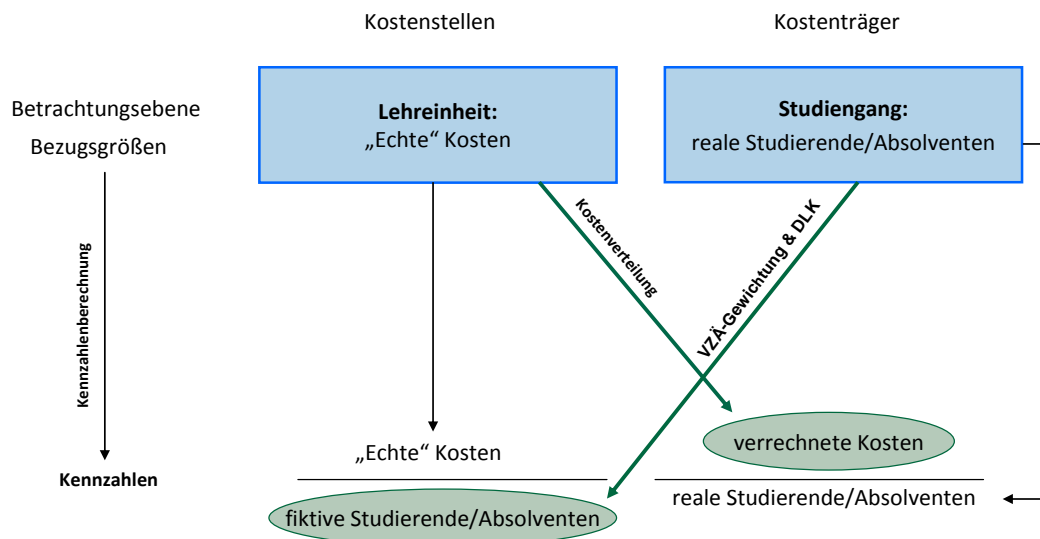 Kostenstellen
Kostenträger
Betrachtungsebene
Bezugsgrößen
Lehreinheit:
„Echte“ Kosten
Studiengang:
reale Studierende/Absolventen
Kennzahlenberechnung
Kostenverteilung
VZÄ-Gewichtung & DLK
Kennzahlen
„Echte“ Kosten
fiktive Studierende/Absolventen
verrechnete Kosten
reale Studierende/Absolventen